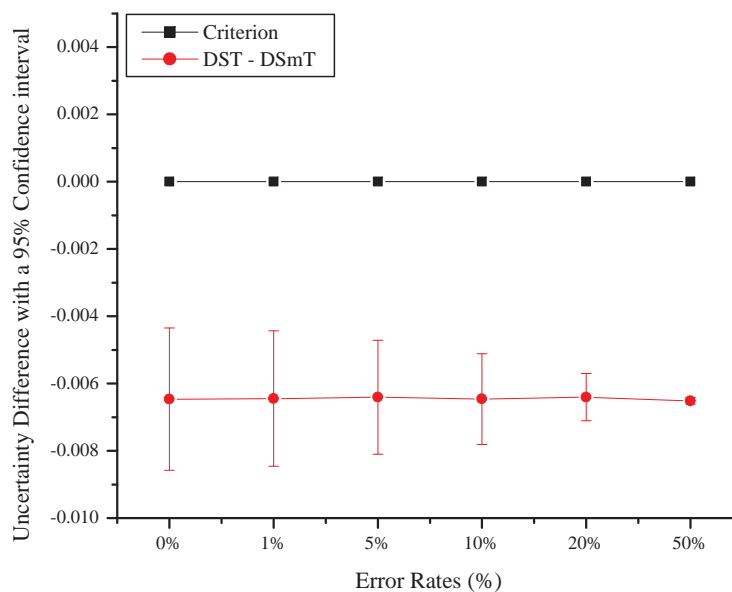 Criterion
DST - DSmT
Uncertainty Difference with a 95% Confidence interval
0.004
0.002
0.000
-0.002
-0.004
-0.006
-0.008
-0.010
0% 1% 5% 10% 20% 50%
Error Rates (%)